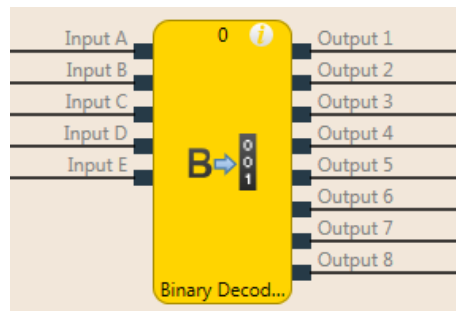 0 i
Input A
Input B
Input C
Input D
Input E
B 0
0
1
Output 1
Output 2
Output 3
Output 4
Output 5
Output 6
Output 7
Output 8
Binary Decod...